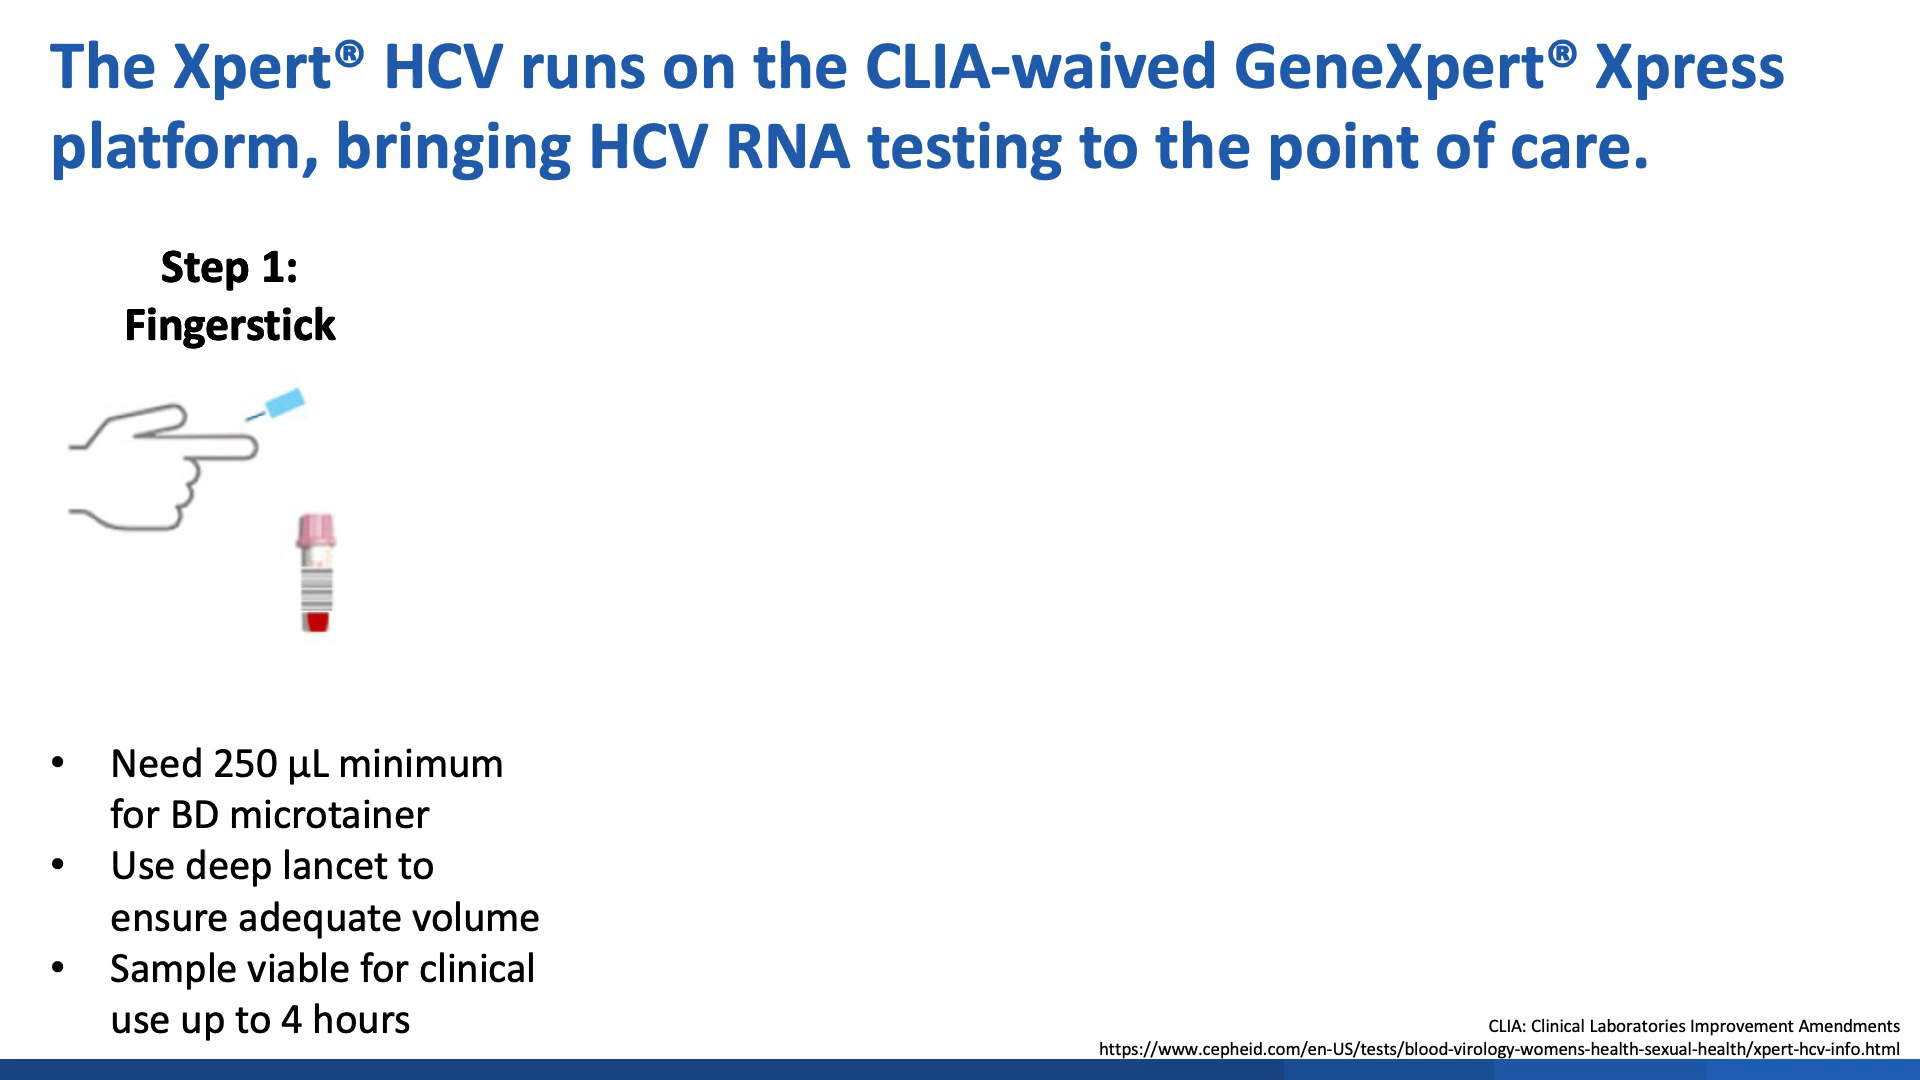 The Xpert® HCV runs on the CLIA-waived GeneXpert® Xpress
platform, bringing HCV RNA testing to the point of care.
Step 1:
Fingerstick
• Need 250 µL minimum
for BD microtainer
• Use deep lancet to
ensure adequate volume
• Sample viable for clinical
use up to 4 hours
CLIA: Clinical Laboratories Improvement Amendments
https://www.cepheid.com/en-US/tests/blood-virology-womens-health-sexual-health/xpert-hcv-info.html